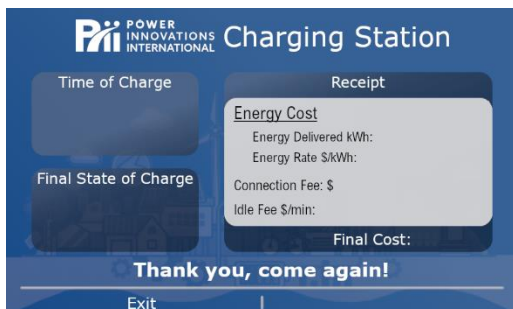 Pii POWER INNOVATIONS INTERNATIONAL Charging Station
Time of Charge
Receipt
Energy Cost
Energy Delivered kWh:
Energy Rate $/kWh:
Final State of Charge
Connection Fee: $
Idle Fee $/min:
Final Cost:
Thank you, come again!
Exit